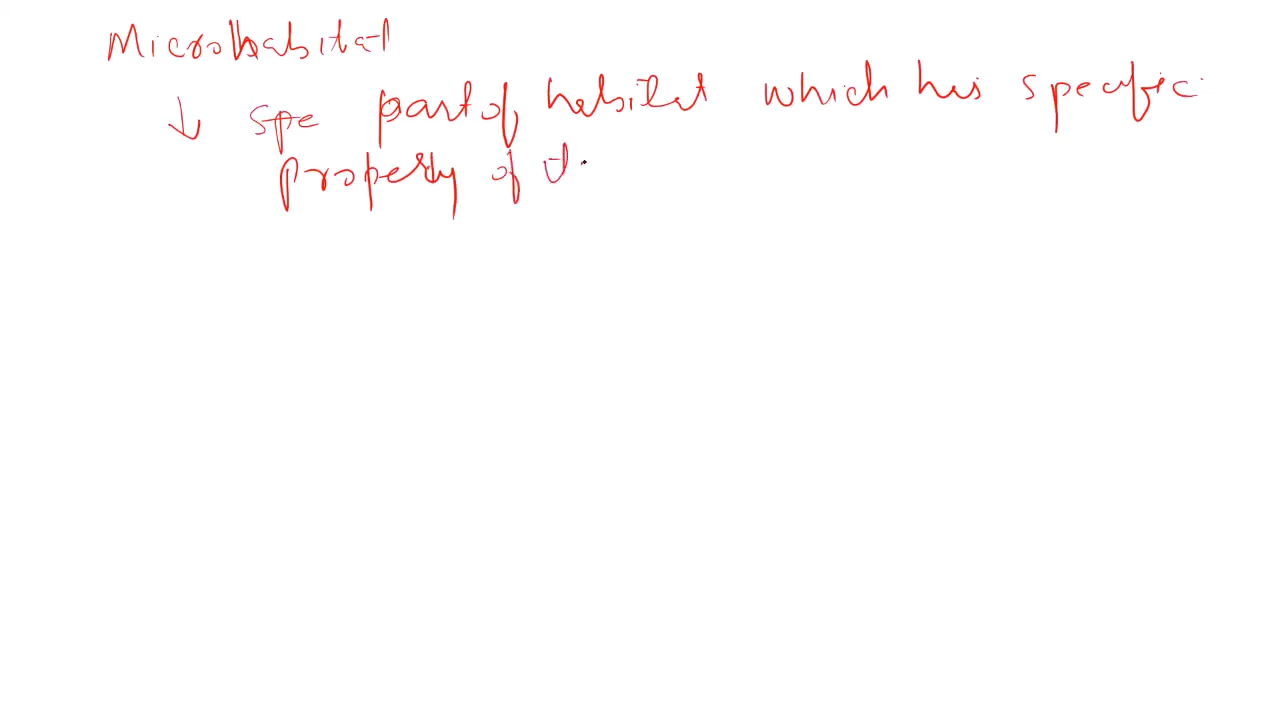 Microhabitat
↓ spe part of habitat which has specific
property of